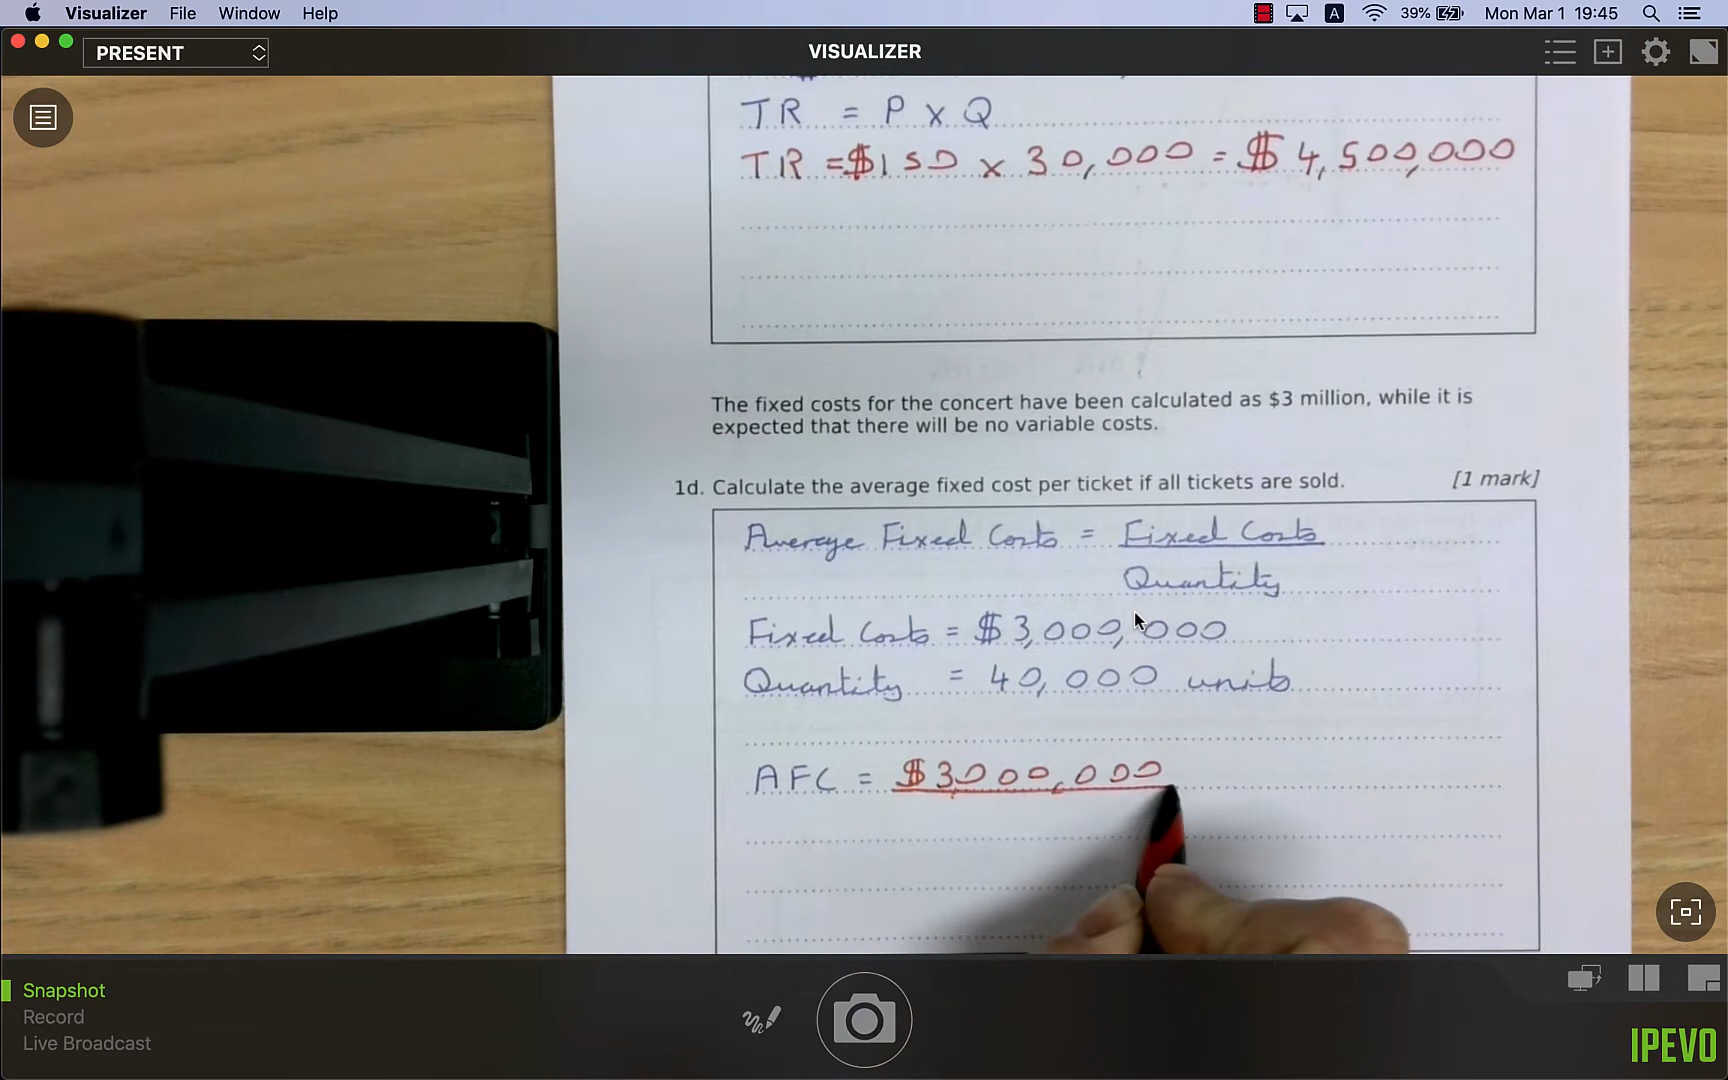 Visualizer File Window Help 39% Mon Mar 1 19:45
PRESENT VISUALIZER
TR = P x Q
TR = $150 x 30,000 = $4,500,000
The fixed costs for the concert have been calculated as $3 million, while it is
expected that there will be no variable costs.
1d. Calculate the average fixed cost per ticket if all tickets are sold. [1 mark]
Average Fixed Costs = Fixed Costs
Quantity
Fixed Costs = $3,000,000
Quantity = 40,000 units
AFC = $3,000,000
Snapshot
Record
Live Broadcast
IPEVO